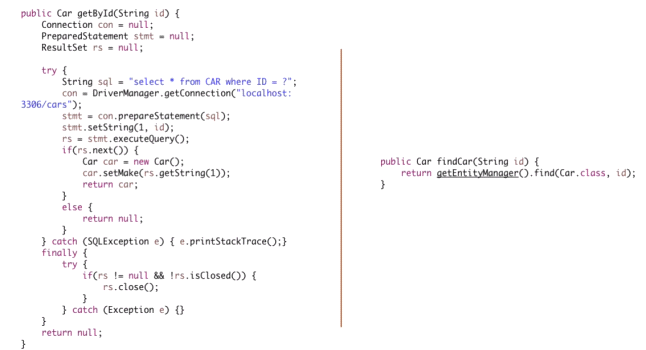 public Car getById(String id) {
Connection con = null;
PreparedStatement stmt = null;
ResultSet rs = null;
try {
String sql = "select * from CAR where ID = ?";
con = DriverManager.getConnection("localhost:
3306/cars");
stmt = con.prepareStatement(sql);
stmt.setString(1, id);
rs = stmt.executeQuery();
if(rs.next()) {
Car car = new Car();
car.setMake(rs.getString(1));
return car;
}
else {
return null;
}
} catch (SQLException e) { e.printStackTrace();}
finally {
try {
if(rs != null && !rs.isClosed()) {
rs.close();
}
} catch (Exception e) {}
}
return null;
}
public Car findCar(String id) {
return getEntityManager().find(Car.class, id);
}